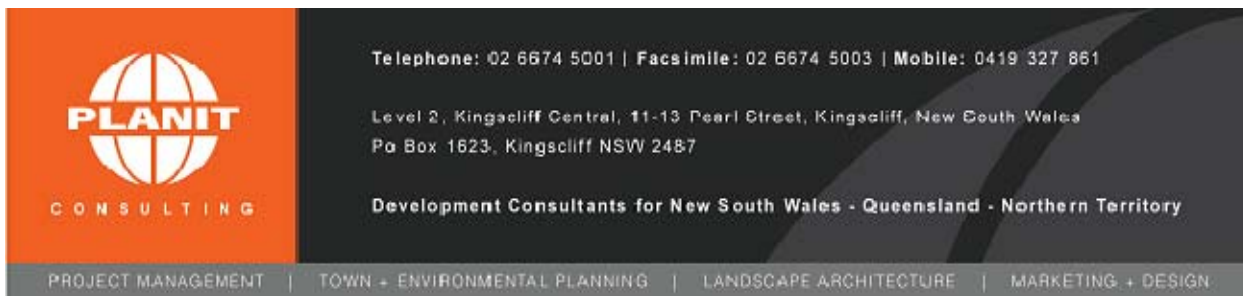 PLANIT
CONSULTING
Telephone: 02 6674 5001 | Facsimile: 02 6674 5003 | Mobile: 0419 327 861
Level 2, Kingscliff Central, 11-13 Pearl Street, Kingscliff, New South Wales
Po Box 1623, Kingscliff NSW 2487
Development Consultants for New South Wales - Queensland - Northern Territory
PROJECT MANAGEMENT | TOWN + ENVIRONMENTAL PLANNING | LANDSCAPE ARCHITECTURE | MARKETING + DESIGN